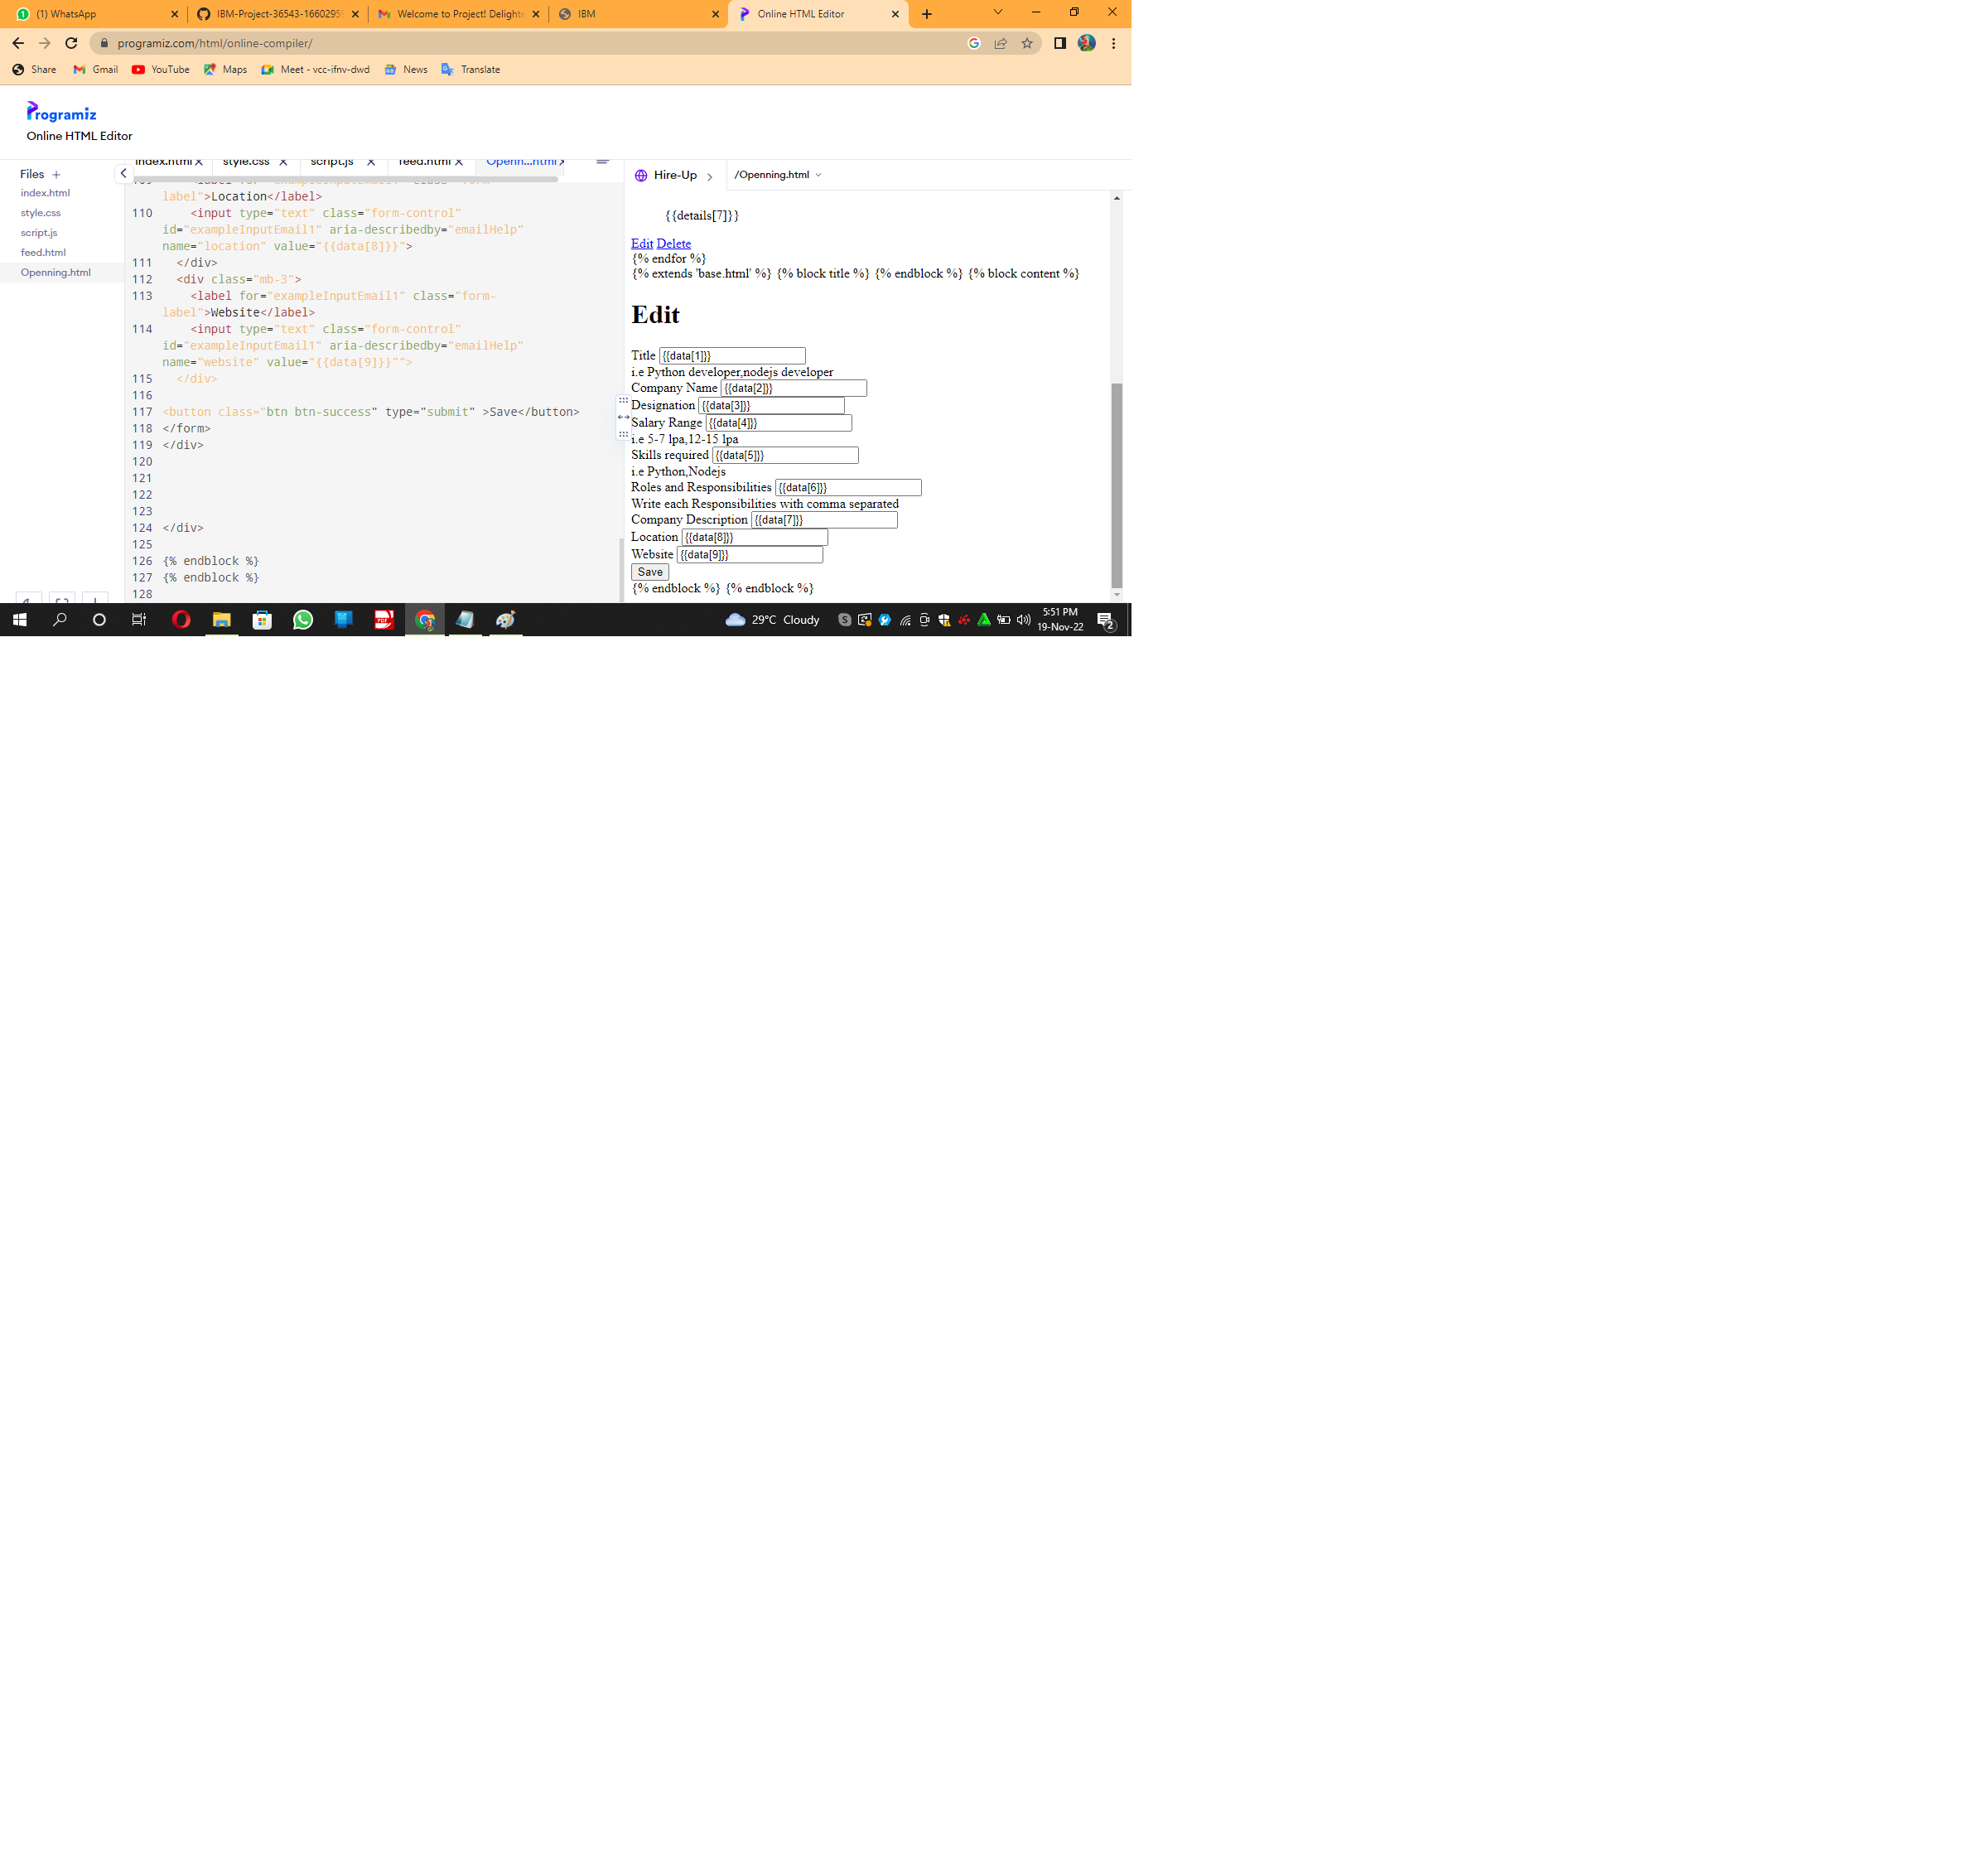 (1) WhatsApp
IBM-Project-36543-1660295
Welcome to Project! Delighte
IBM
Online HTML Editor
programiz.com/html/online-compiler/
Share
Gmail
YouTube
Maps
Meet - vcc-ifnv-dwd
News
Translate
Programiz
Online HTML Editor
Files +
index.html
style.css
script.js
feed.html
Openning.html
index.html
style.css
script.js
feed.html
Openn...html
label">Location</label>
110 <input type="text" class="form-control"
id="exampleInputEmail1" aria-describedby="emailHelp"
name="location" value="{{data[8]}}">
111 </div>
112 <div class="mb-3">
113 <label for="exampleInputEmail1" class="form-
label">Website</label>
114 <input type="text" class="form-control"
id="exampleInputEmail1" aria-describedby="emailHelp"
name="website" value="{{data[9]}}"">
115 </div>
116
117 <button class="btn btn-success" type="submit" >Save</button>
118 </form>
119 </div>
120
121
122
123
124 </div>
125
126 {% endblock %}
127 {% endblock %}
128
Hire-Up
/Openning.html
{{details[7]}}
Edit Delete
{% endfor %}
{% extends 'base.html' %} {% block title %} {% endblock %} {% block content %}
Edit
Title {{data[1]}}
i.e Python developer,nodejs developer
Company Name {{data[2]}}
Designation {{data[3]}}
Salary Range {{data[4]}}
i.e 5-7 lpa,12-15 lpa
Skills required {{data[5]}}
i.e Python,Nodejs
Roles and Responsibilities {{data[6]}}
Write each Responsibilities with comma separated
Company Description {{data[7]}}
Location {{data[8]}}
Website {{data[9]}}
Save
{% endblock %} {% endblock %}
29°C Cloudy
5:51 PM
19-Nov-22
2